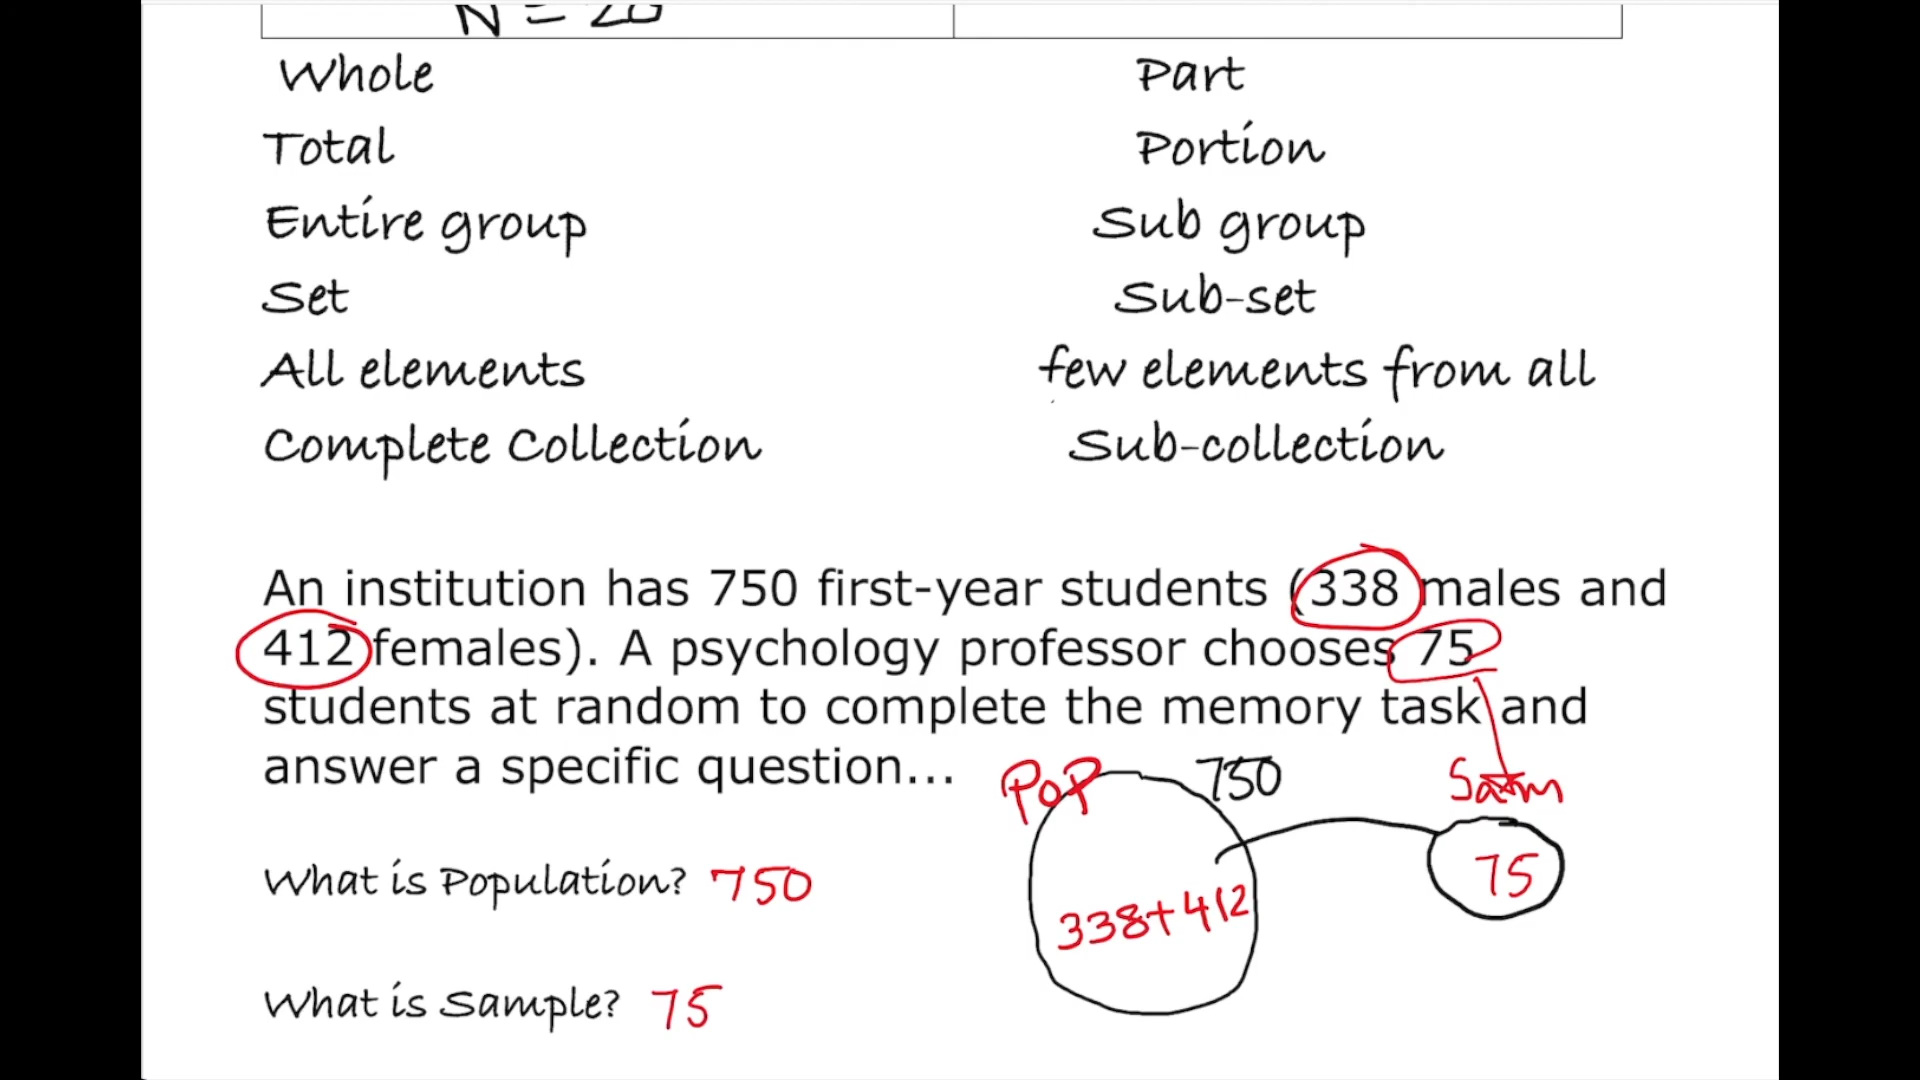 N = 20
Whole Part
Total Portion
Entire group Sub group
Set Sub-set
All elements few elements from all
Complete Collection Sub-collection
An institution has 750 first-year students (338 males and
412 females). A psychology professor chooses 75
students at random to complete the memory task and
answer a specific question...
POP 750
338+412
75
What is Population? 750
What is Sample? 75